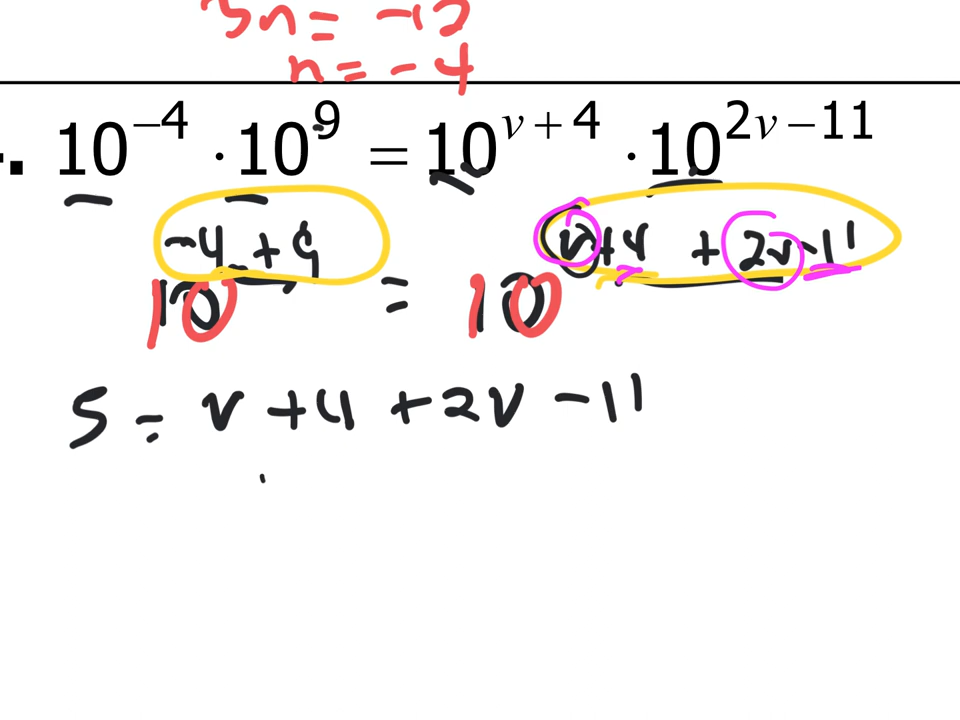 3n = -12
n = -4
10^{-4} · 10^{9} = 10^{v+4} · 10^{2v-11}
-4 + 9 v+4 + 2v-11
10 = 10
5 = v + 4 + 2v - 11